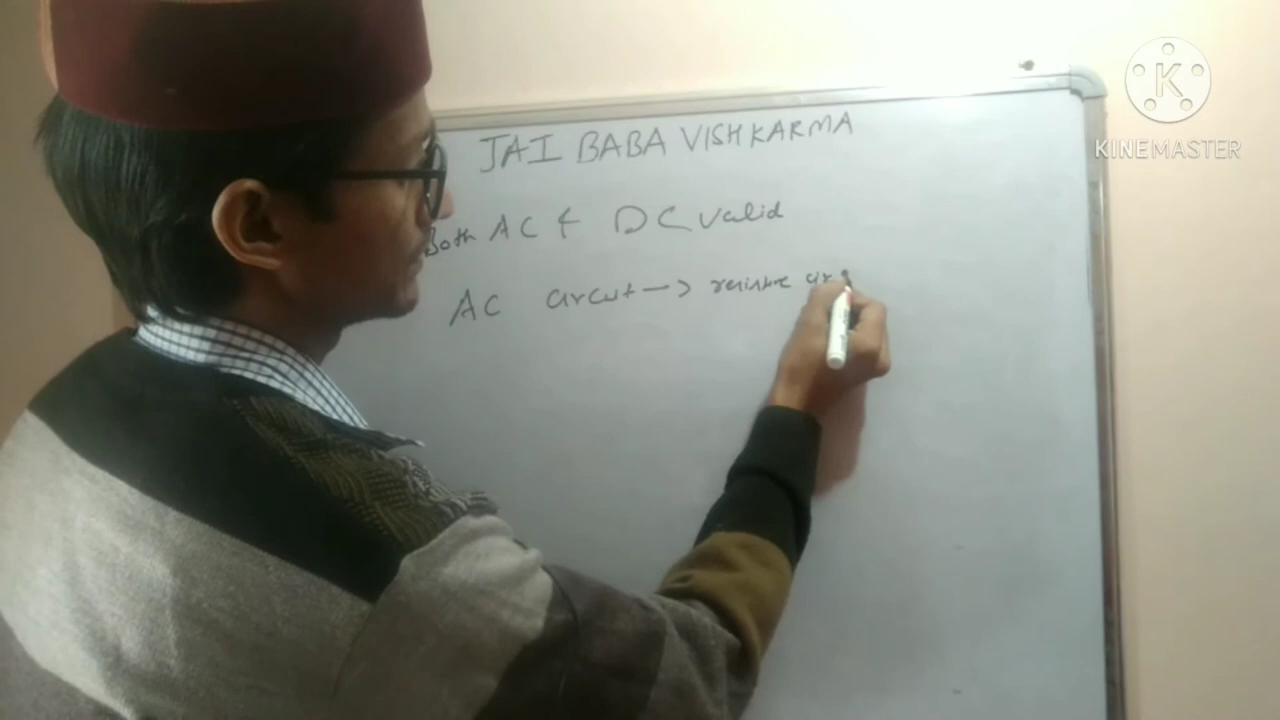 JAI BABA VISHKARMA
Both AC & DC valid
AC circuit → resistive cir
K
KINEMASTER